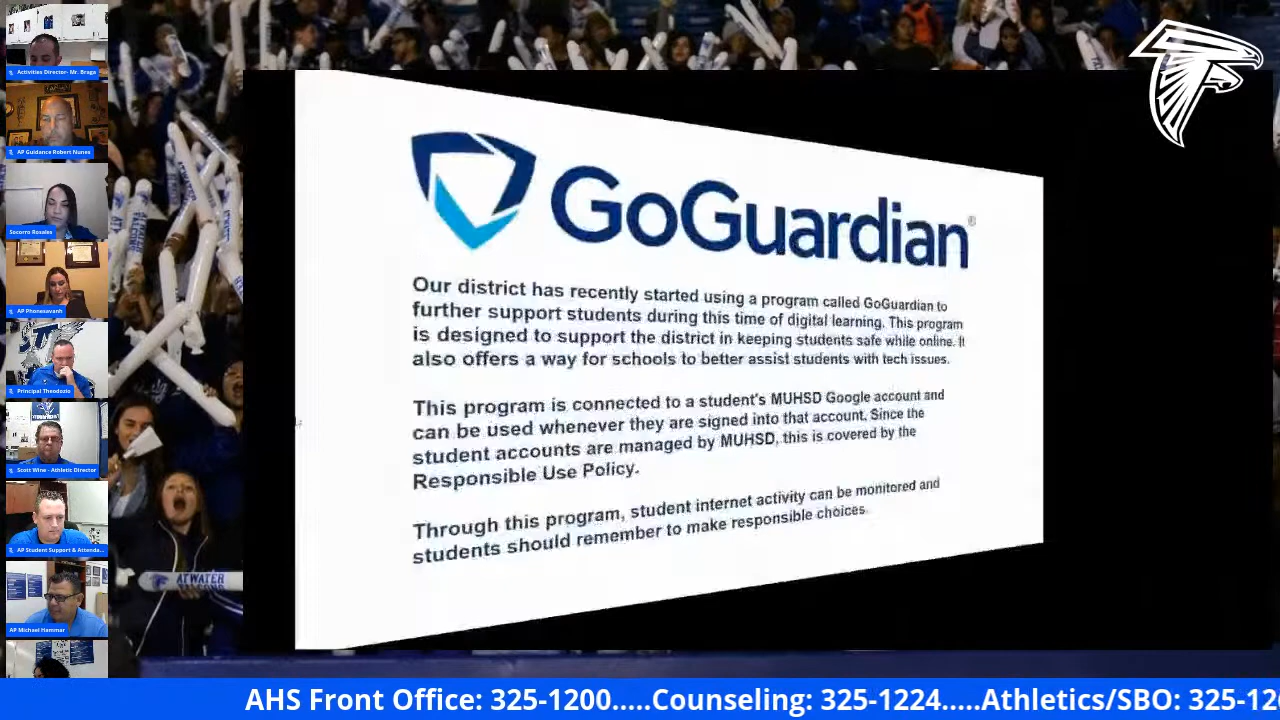 Activities Director- Mr. Braga
AP Guidance Robert Nunes
Socorro Rosales
AP Phonesavanh
Principal Theodozio
Scott Wine - Athletic Director
AP Student Support & Attenda...
AP Michael Hammar
GoGuardian®
Our district has recently started using a program called GoGuardian to
further support students during this time of digital learning. This program
is designed to support the district in keeping students safe while online. It
also offers a way for schools to better assist students with tech issues.
This program is connected to a student's MUHSD Google account and
can be used whenever they are signed into that account. Since the
student accounts are managed by MUHSD, this is covered by the
Responsible Use Policy.
Through this program, student internet activity can be monitored and
students should remember to make responsible choices.
ATWATER
FALCONS
AHS Front Office: 325-1200.....Counseling: 325-1224.....Athletics/SBO: 325-12